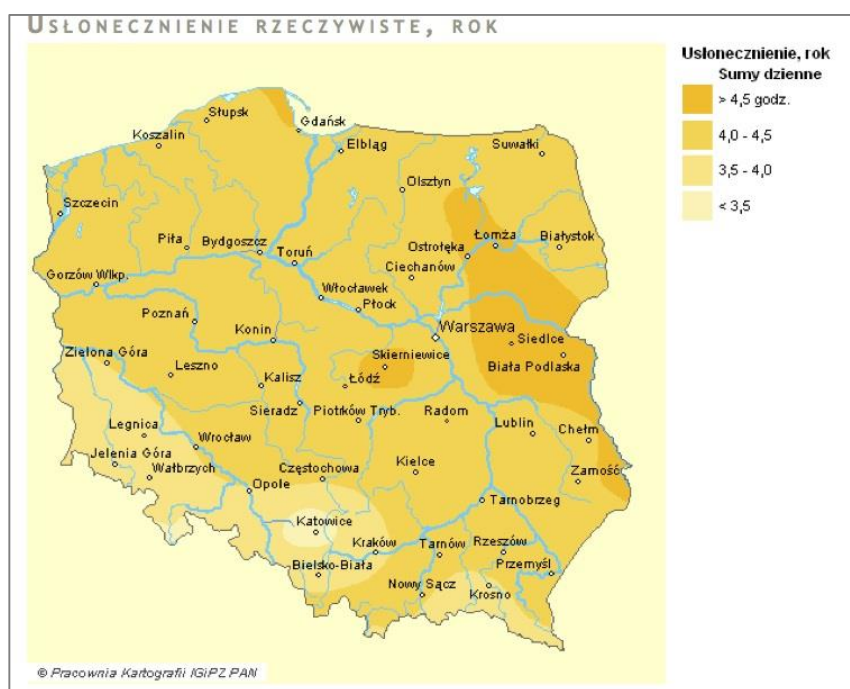 USŁONECZNIENIE RZECZYWISTE, ROK
Usłonecznienie, rok
Sumy dzienne
> 4,5 godz.
4,0 - 4,5
3,5 - 4,0
< 3,5
Słupsk
Gdańsk
Koszalin
Elbląg
Suwałki
Olsztyn
Szczecin
Piła
Bydgoszcz
Toruń
Ostrołęka
Łomża
Białystok
Ciechanów
Gorzów Wlkp.
Włocławek
Płock
Poznań
Konin
Warszawa
Siedlce
Zielona Góra
Skierniewice
Biała Podlaska
Leszno
Kalisz
Łódź
Sieradz
Piotrków Tryb.
Radom
Lublin
Chełm
Legnica
Wrocław
Jelenia Góra
Wałbrzych
Częstochowa
Kielce
Zamość
Opole
Tarnobrzeg
Katowice
Kraków
Tarnów
Rzeszów
Przemyśl
Bielsko-Biała
Nowy Sącz
Krosno
© Pracownia Kartografii IGiPZ PAN